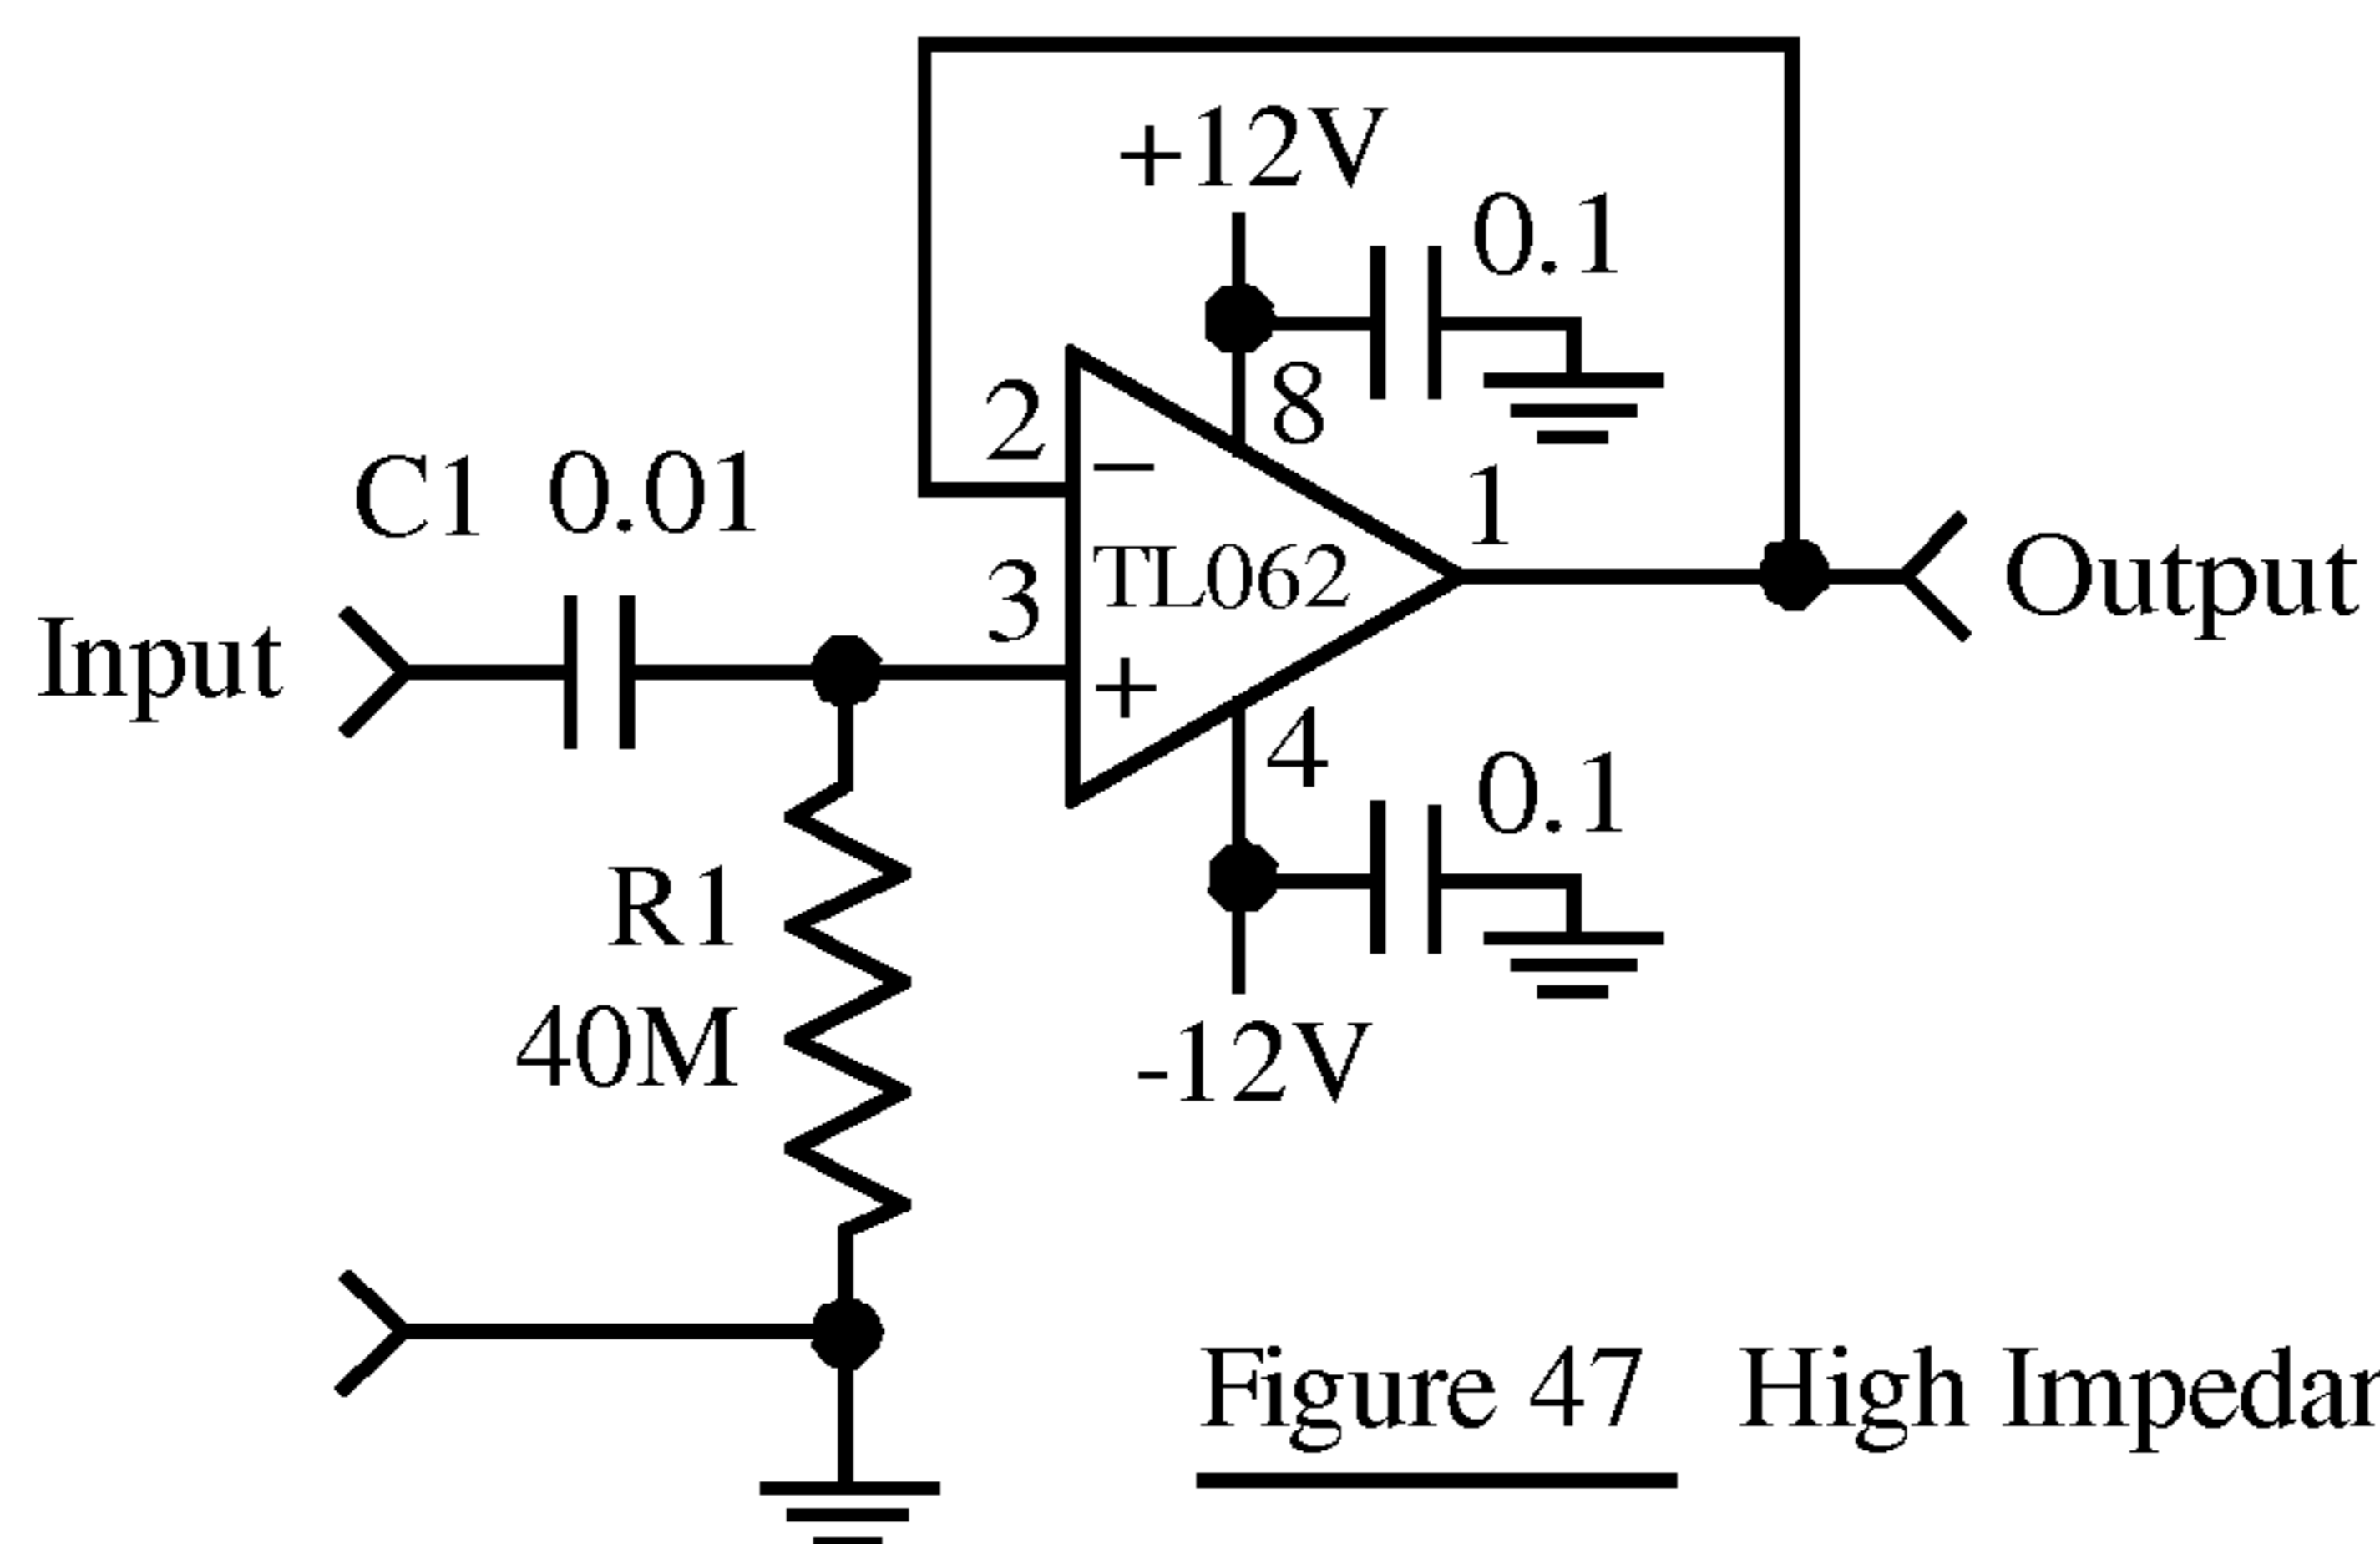 +12V
0.1
8
2
−
1
C1 0.01
TL062
Output
3
Input
+
4
0.1
R1
40M
-12V
Figure 47 High